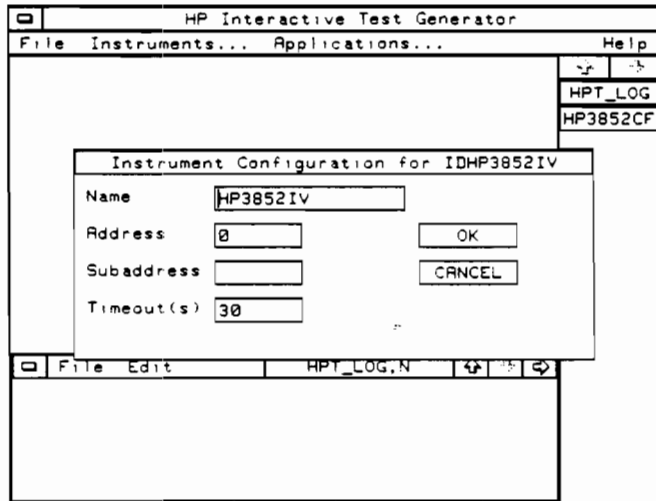 HP Interactive Test Generator
File Instruments... Applications... Help
HPT_LOG
HP3852CF
Instrument Configuration for IDHP3852IV
Name HP3852IV
Address 0 OK
Subaddress CANCEL
Timeout(s) 30
File Edit HPT_LOG,N